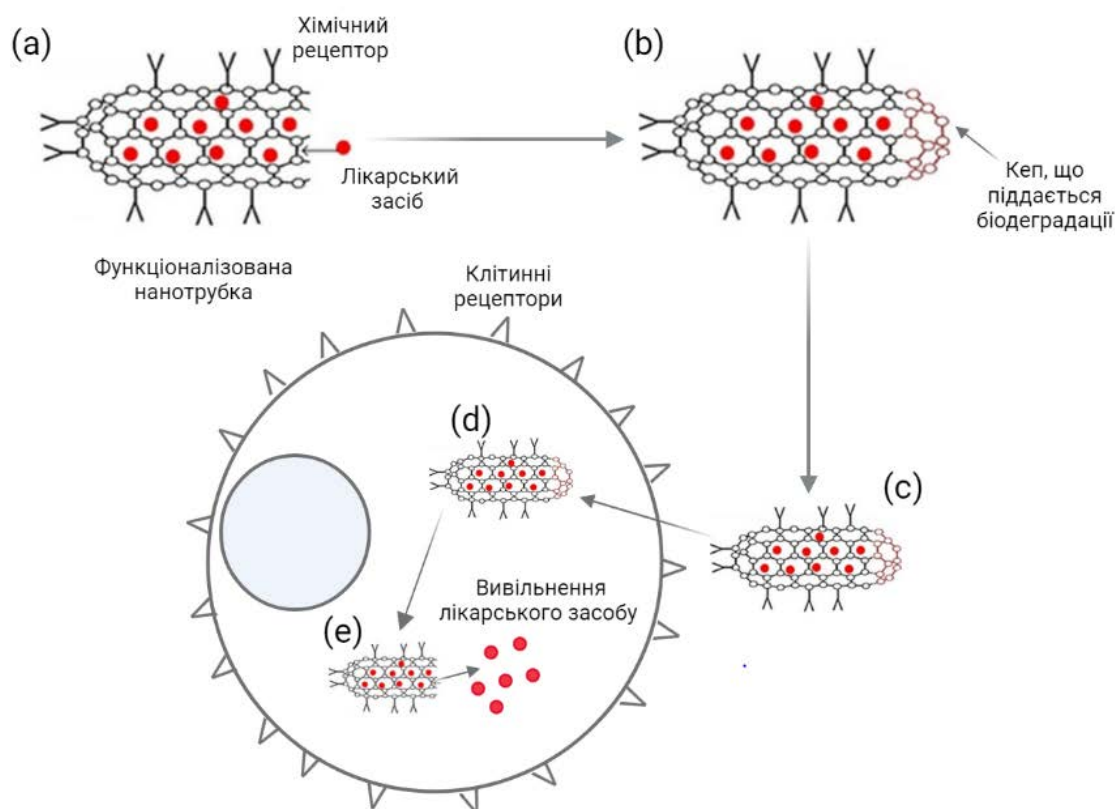 (a)
Хімічний
рецептор
Лікарський
засіб
Функціоналізована
нанотрубка
(b)
Кеп, що
піддається
біодеградації
Клітинні
рецептори
(c)
(d)
Вивільнення
лікарського засобу
(e)